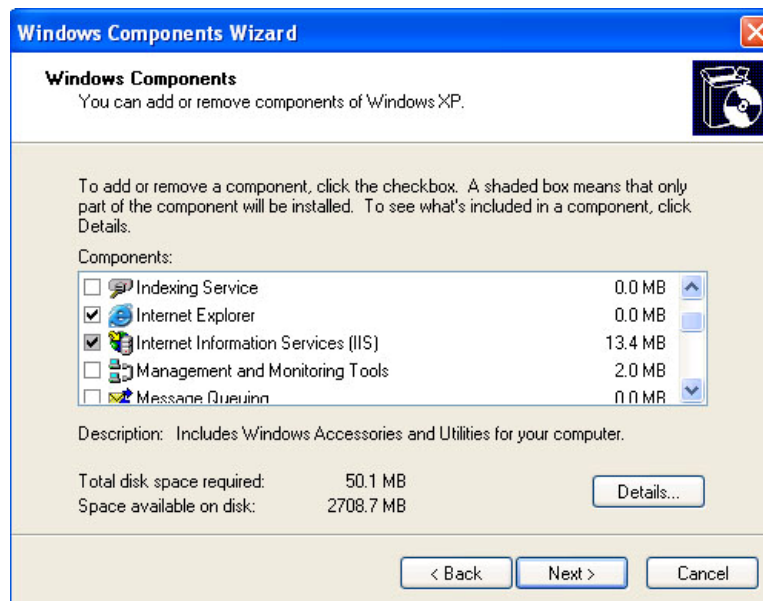 Windows Components Wizard
Windows Components
You can add or remove components of Windows XP.
To add or remove a component, click the checkbox. A shaded box means that only
part of the component will be installed. To see what's included in a component, click
Details.
Components:
Indexing Service 0.0 MB
Internet Explorer 0.0 MB
Internet Information Services (IIS) 13.4 MB
Management and Monitoring Tools 2.0 MB
Message Queuing 0.0 MB
Description: Includes Windows Accessories and Utilities for your computer.
Total disk space required: 50.1 MB
Space available on disk: 2708.7 MB
Details...
< Back Next > Cancel